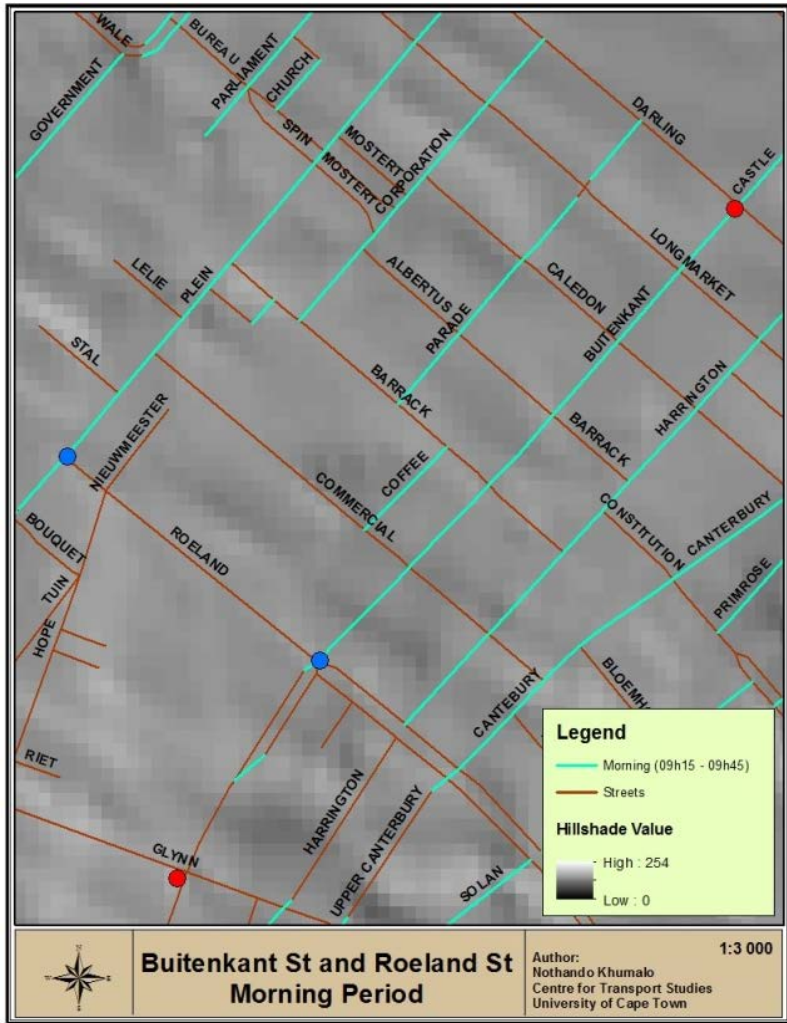 WALE
BUREAU
GOVERNMENT
PARLIAMENT
CHURCH
SPIN
MOSTERT
MOSTERT
CORPORATION
DARLING
CASTLE
LELIE
PLEIN
ALBERTUS
PARADE
CALEDON
LONGMARKET
BUITENKANT
STAL
BARRACK
HARRINGTON
NIEUWMEESTER
COFFEE
BARRACK
COMMERCIAL
CONSTITUTION
CANTERBURY
BOUQUET
ROELAND
TUIN
PRIMROSE
HOPE
CANTEBURY
RIET
HARRINGTON
GLYNN
UPPER CANTERBURY
SOLAN
Legend
Morning (09h15 - 09h45)
Streets
Hillshade Value
High : 254
Low : 0
Buitenkant St and Roeland St
Morning Period
1:3 000
Author:
Nothando Khumalo
Centre for Transport Studies
University of Cape Town